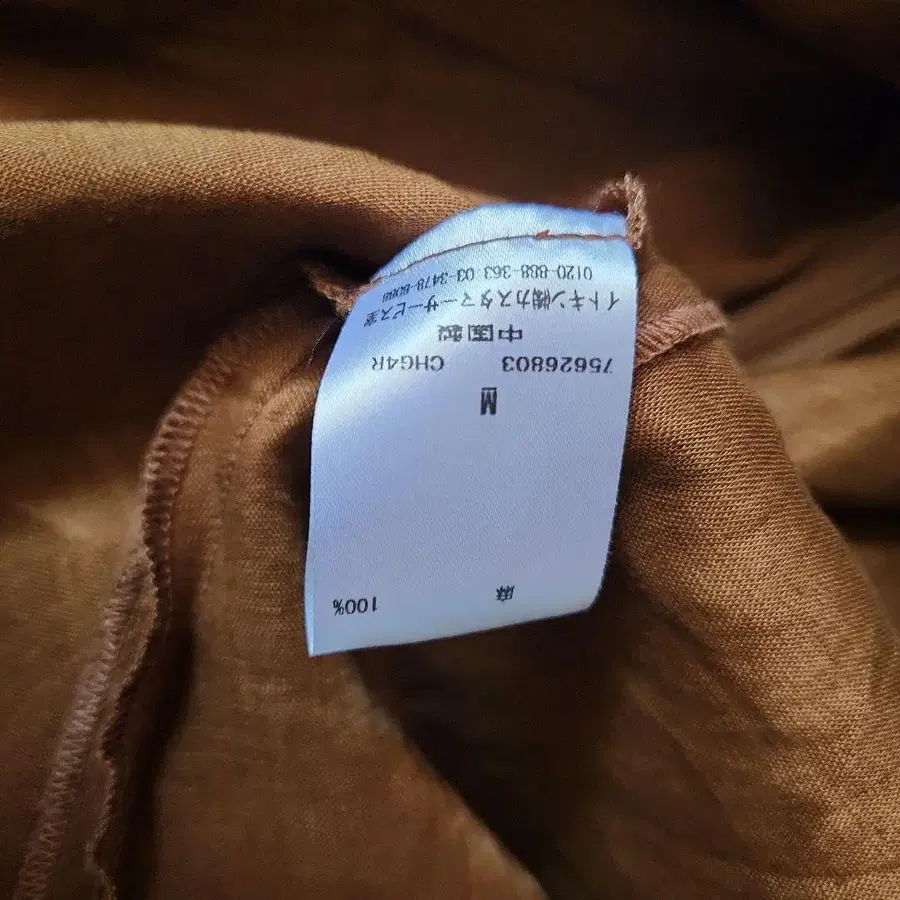 麻 100%
M
75626803 CHG4R
中国製
イトキン㈱カスタマーサービス室
0120-888-363 03-3478-8088